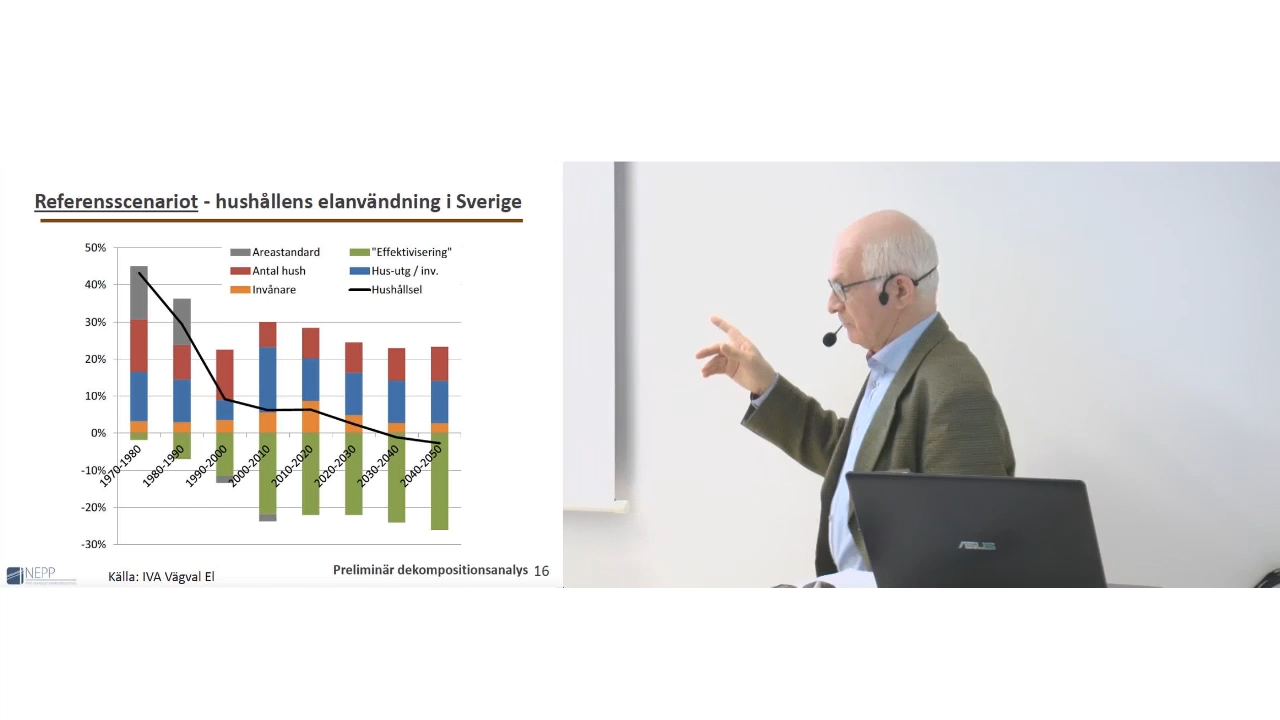 Referensscenariot - hushållens elanvändning i Sverige
50%
40%
30%
20%
10%
0%
-10%
-20%
-30%
Areastandard
"Effektivisering"
Antal hush
Hus-utg / inv.
Invånare
Hushållsel
1970-1980
1980-1990
1990-2000
2000-2010
2010-2020
2020-2030
2030-2040
2040-2050
NEPP
Källa: IVA Vägval El
Preliminär dekompositionsanalys 16
ASUS